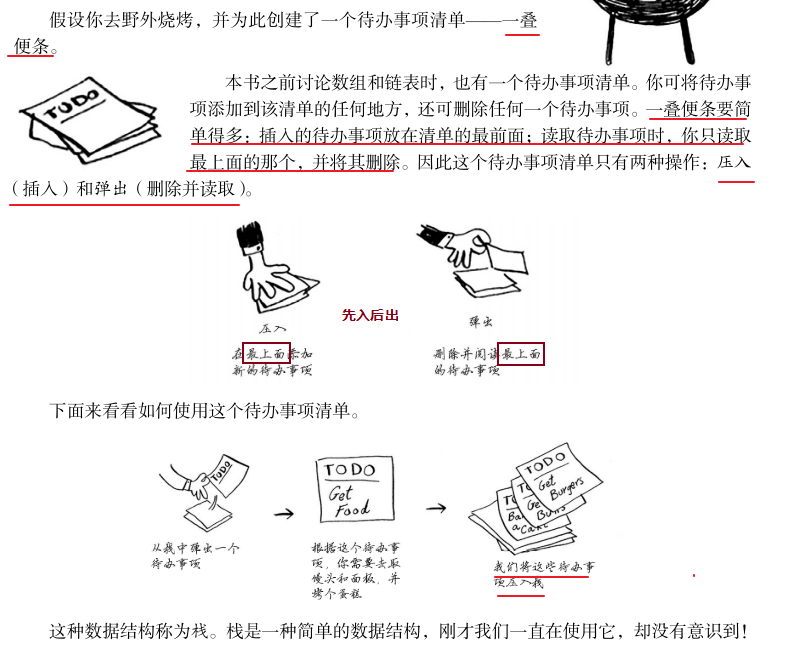 假设你去野外烧烤，并为此创建了一个待办事项清单——一叠
便条。
本书之前讨论数组和链表时，也有一个待办事项清单。你可将待办事
项添加到该清单的任何地方，还可删除任何一个待办事项。一叠便条要简
单得多：插入的待办事项放在清单的最前面；读取待办事项时，你只读取
最上面的那个，并将其删除。因此这个待办事项清单只有两种操作：压入
（插入）和弹出（删除并读取）。
TODO
压入
在最上面添加
新的待办事项
先入后出
弹出
删除并阅读最上面
的待办事项
下面来看看如何使用这个待办事项清单。
TODO
从栈中弹出一个
待办事项
TODO
Get
Food
根据这个待办事
项，你需要去取
馒头和面板，并
烤个蛋糕
TODO
Get
Burgers
我们将这些待办事
项压入栈
这种数据结构称为栈。栈是一种简单的数据结构，刚才我们一直在使用它，却没有意识到！